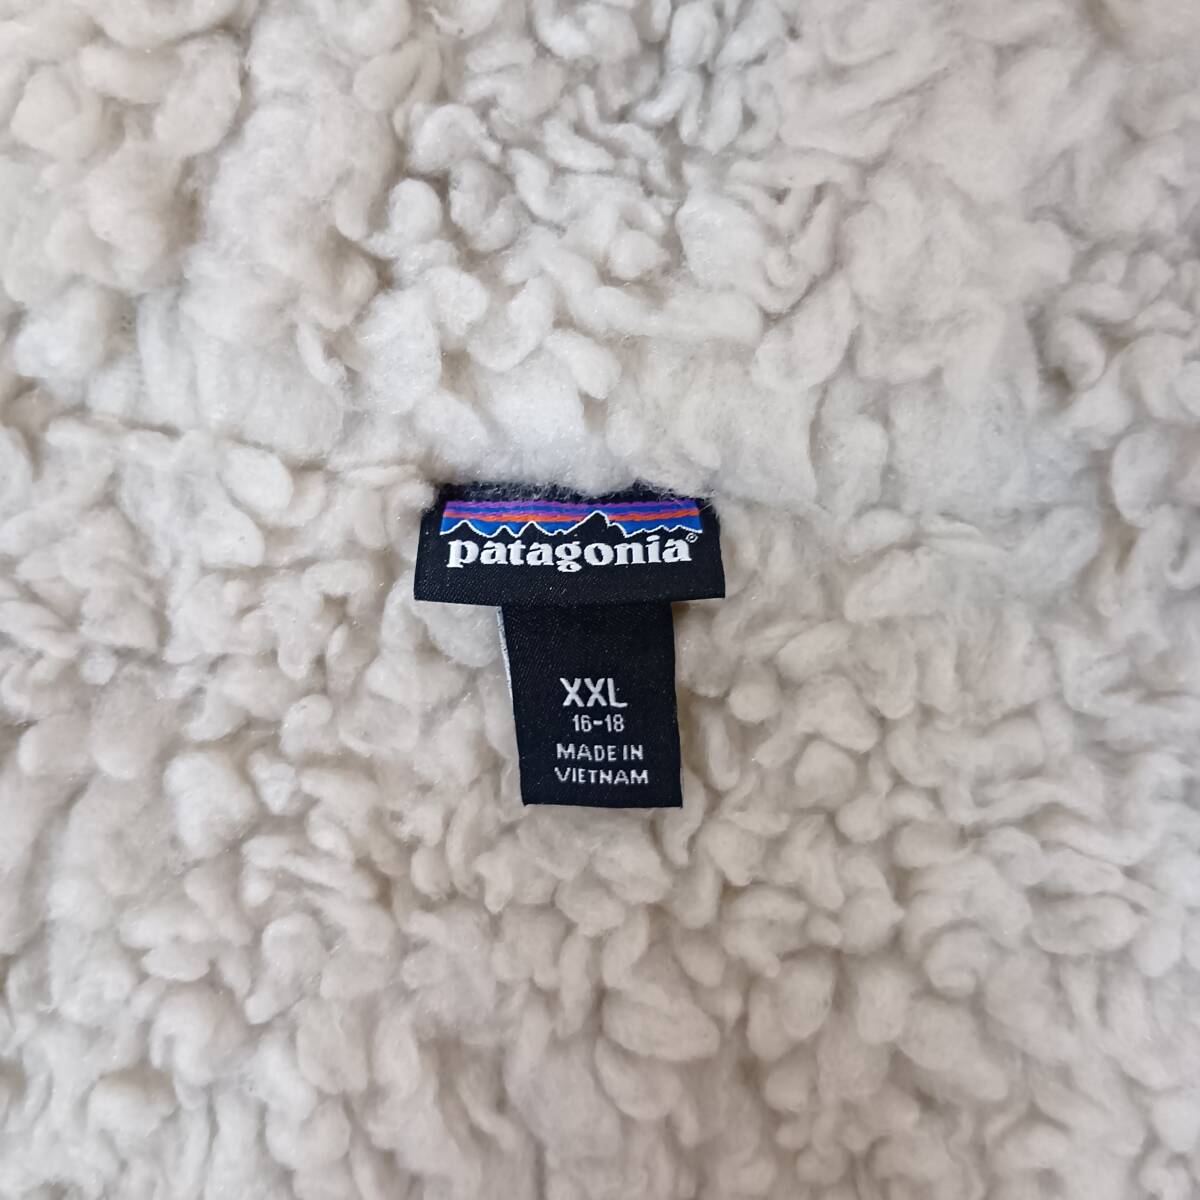 patagonia®
XXL
16-18
MADE IN
VIETNAM